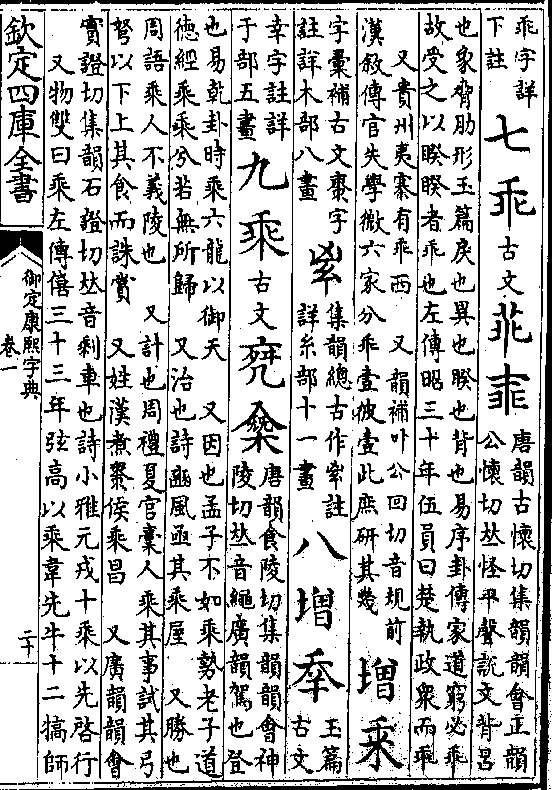 乖字詳
下註
七 乖 古文
唐韻古懷切集韻韻會正韻
公懷切𠀤怪平聲說文背呂
也象脅肋形玉篇戾也異也睽也背也易序卦傳家道窮必乖
故受之以睽睽者乖也左傳昭三十年伍員曰楚執政衆而乖
又貴州夷寨有乖西 又韻補叶公回切音規前
漢敘傳官失學微六家分乖壹彼壹此庶研其幾
增
字彙補古文棗字
註詳木部八畫
集韻總古作
註
詳糸部十一畫
八 增
玉篇
古文
幸字註詳
于部五畫
九 乘 古文
唐韻食陵切集韻韻會神
陵切𠀤音繩廣韻駕也登
也易乾卦時乘六龍以御天 又因也孟子不如乘勢老子道
德經乘乘兮若無所歸 又治也詩豳風亟其乘屋 又勝也
周語乘人不義陵也 又計也周禮夏官稾人乘其事試其弓
弩以下上其食而誅賞 又姓漢煮棗侯乘昌 又廣韻韻會
實證切集韻石證切𠀤音剩車也詩小雅元戎十乘以先啓行
又物雙曰乘左傳僖三十三年弦高以乘韋先牛十二犒師
欽定四庫全書
御定康熙字典
卷一
二十